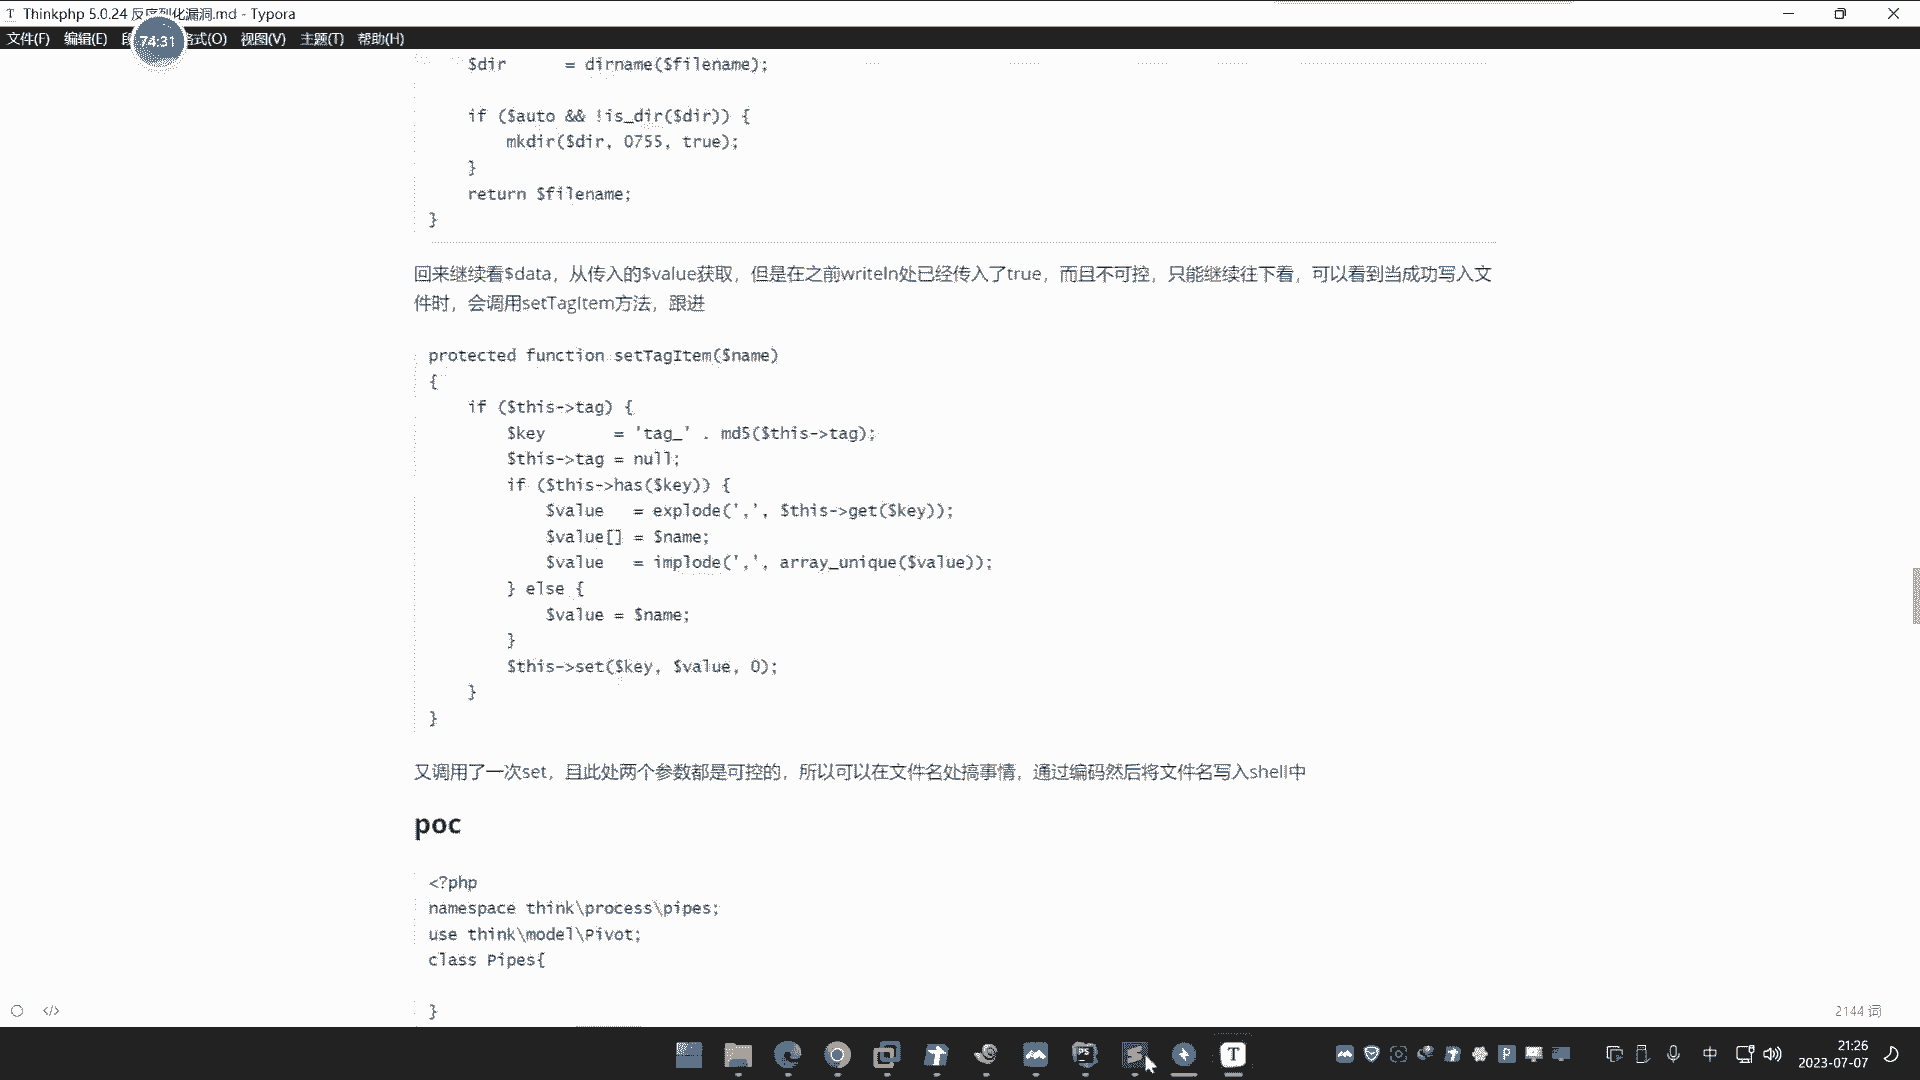 Thinkphp 5.0.24 反序列化漏洞.md - Typora
文件(F) 编辑(E) 段 格式(O) 视图(V) 主题(T) 帮助(H)
74:31
$dir = dirname($filename);
if ($auto && !is_dir($dir)) {
mkdir($dir, 0755, true);
}
return $filename;
}
回来继续看$data，从传入的$value获取，但是在之前writeln处已经传入了true，而且不可控，只能继续往下看，可以看到当成功写入文
件时，会调用setTagItem方法，跟进
protected function setTagItem($name)
{
if ($this->tag) {
$key = 'tag_' . md5($this->tag);
$this->tag = null;
if ($this->has($key)) {
$value = explode(',', $this->get($key));
$value[] = $name;
$value = implode(',', array_unique($value));
} else {
$value = $name;
}
$this->set($key, $value, 0);
}
}
又调用了一次set，且此处两个参数都是可控的，所以可以在文件名处搞事情，通过编码然后将文件名写入shell中
poc
<?php
namespace think\process\pipes;
use think\model\Pivot;
class Pipes{
}
</>
2144 词
中
21:26
2023-07-07